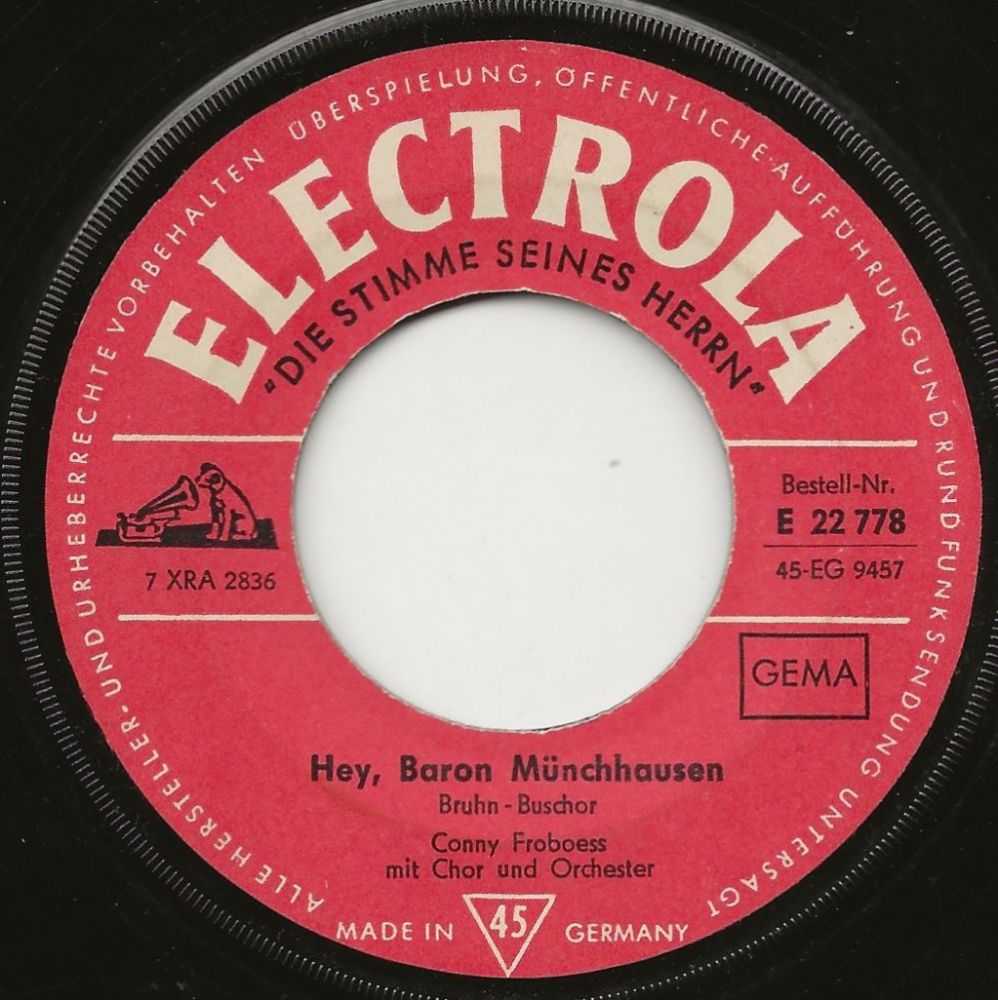 ALLE HERSTELLER- UND URHEBERRECHTE VORBEHALTEN ÜBERSPIELUNG, ÖFFENTLICHE AUFFÜHRUNG UND RUNDFUNKSENDUNG UNTERSAGT
ELECTROLA
"DIE STIMME SEINES HERRN"
7 XRA 2836
Bestell-Nr.
E 22 778
45-EG 9457
GEMA
Hey, Baron Münchhausen
Bruhn - Buschor
Conny Froboess
mit Chor und Orchester
MADE IN 45 GERMANY